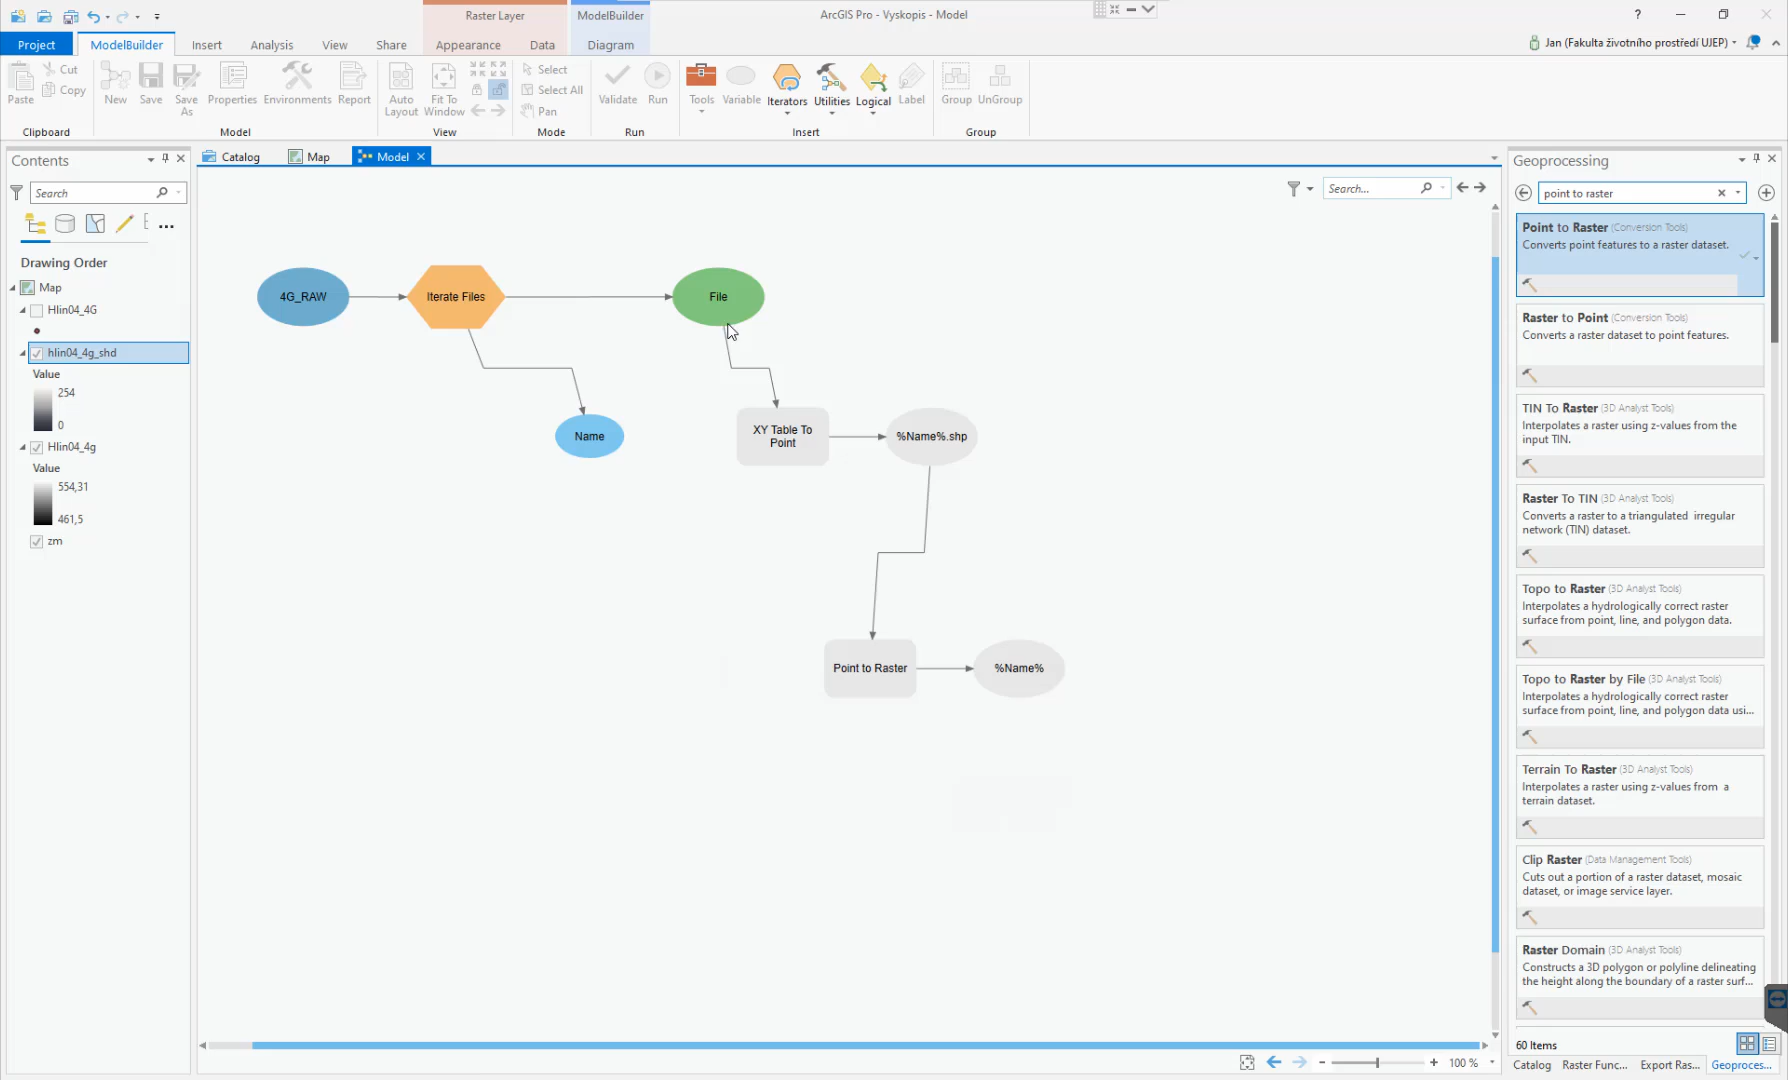 Raster Layer
ModelBuilder
ArcGIS Pro - Vyskopis - Model
?
Project
ModelBuilder
Insert
Analysis
View
Share
Appearance
Data
Diagram
Jan (Fakulta životního prostředí UJEP)
Paste
Cut
Copy
Clipboard
New
Save
Save As
Properties
Environments
Report
Model
Auto Layout
Fit To Window
View
Select
Select All
Pan
Mode
Validate
Run
Run
Tools
Variable
Iterators
Utilities
Logical
Label
Insert
Group
UnGroup
Group
Contents
Search
Drawing Order
Map
Hlin04_4G
hlin04_4g_shd
Value
254
0
Hlin04_4g
Value
554,31
461,5
zm
Catalog
Map
Model
Search...
4G_RAW
Iterate Files
File
Name
XY Table To
Point
%Name%.shp
Point to Raster
%Name%
100 %
Geoprocessing
point to raster
Point to Raster (Conversion Tools)
Converts point features to a raster dataset.
Raster to Point (Conversion Tools)
Converts a raster dataset to point features.
TIN To Raster (3D Analyst Tools)
Interpolates a raster using z-values from the
input TIN.
Raster To TIN (3D Analyst Tools)
Converts a raster to a triangulated irregular
network (TIN) dataset.
Topo to Raster (3D Analyst Tools)
Interpolates a hydrologically correct raster
surface from point, line, and polygon data.
Topo to Raster by File (3D Analyst Tools)
Interpolates a hydrologically correct raster
surface from point, line, and polygon data usi...
Terrain To Raster (3D Analyst Tools)
Interpolates a raster using z-values from a
terrain dataset.
Clip Raster (Data Management Tools)
Cuts out a portion of a raster dataset, mosaic
dataset, or image service layer.
Raster Domain (3D Analyst Tools)
Constructs a 3D polygon or polyline delineating
the height along the boundary of a raster surf...
60 Items
Catalog
Raster Func...
Export Ras...
Geoproces...